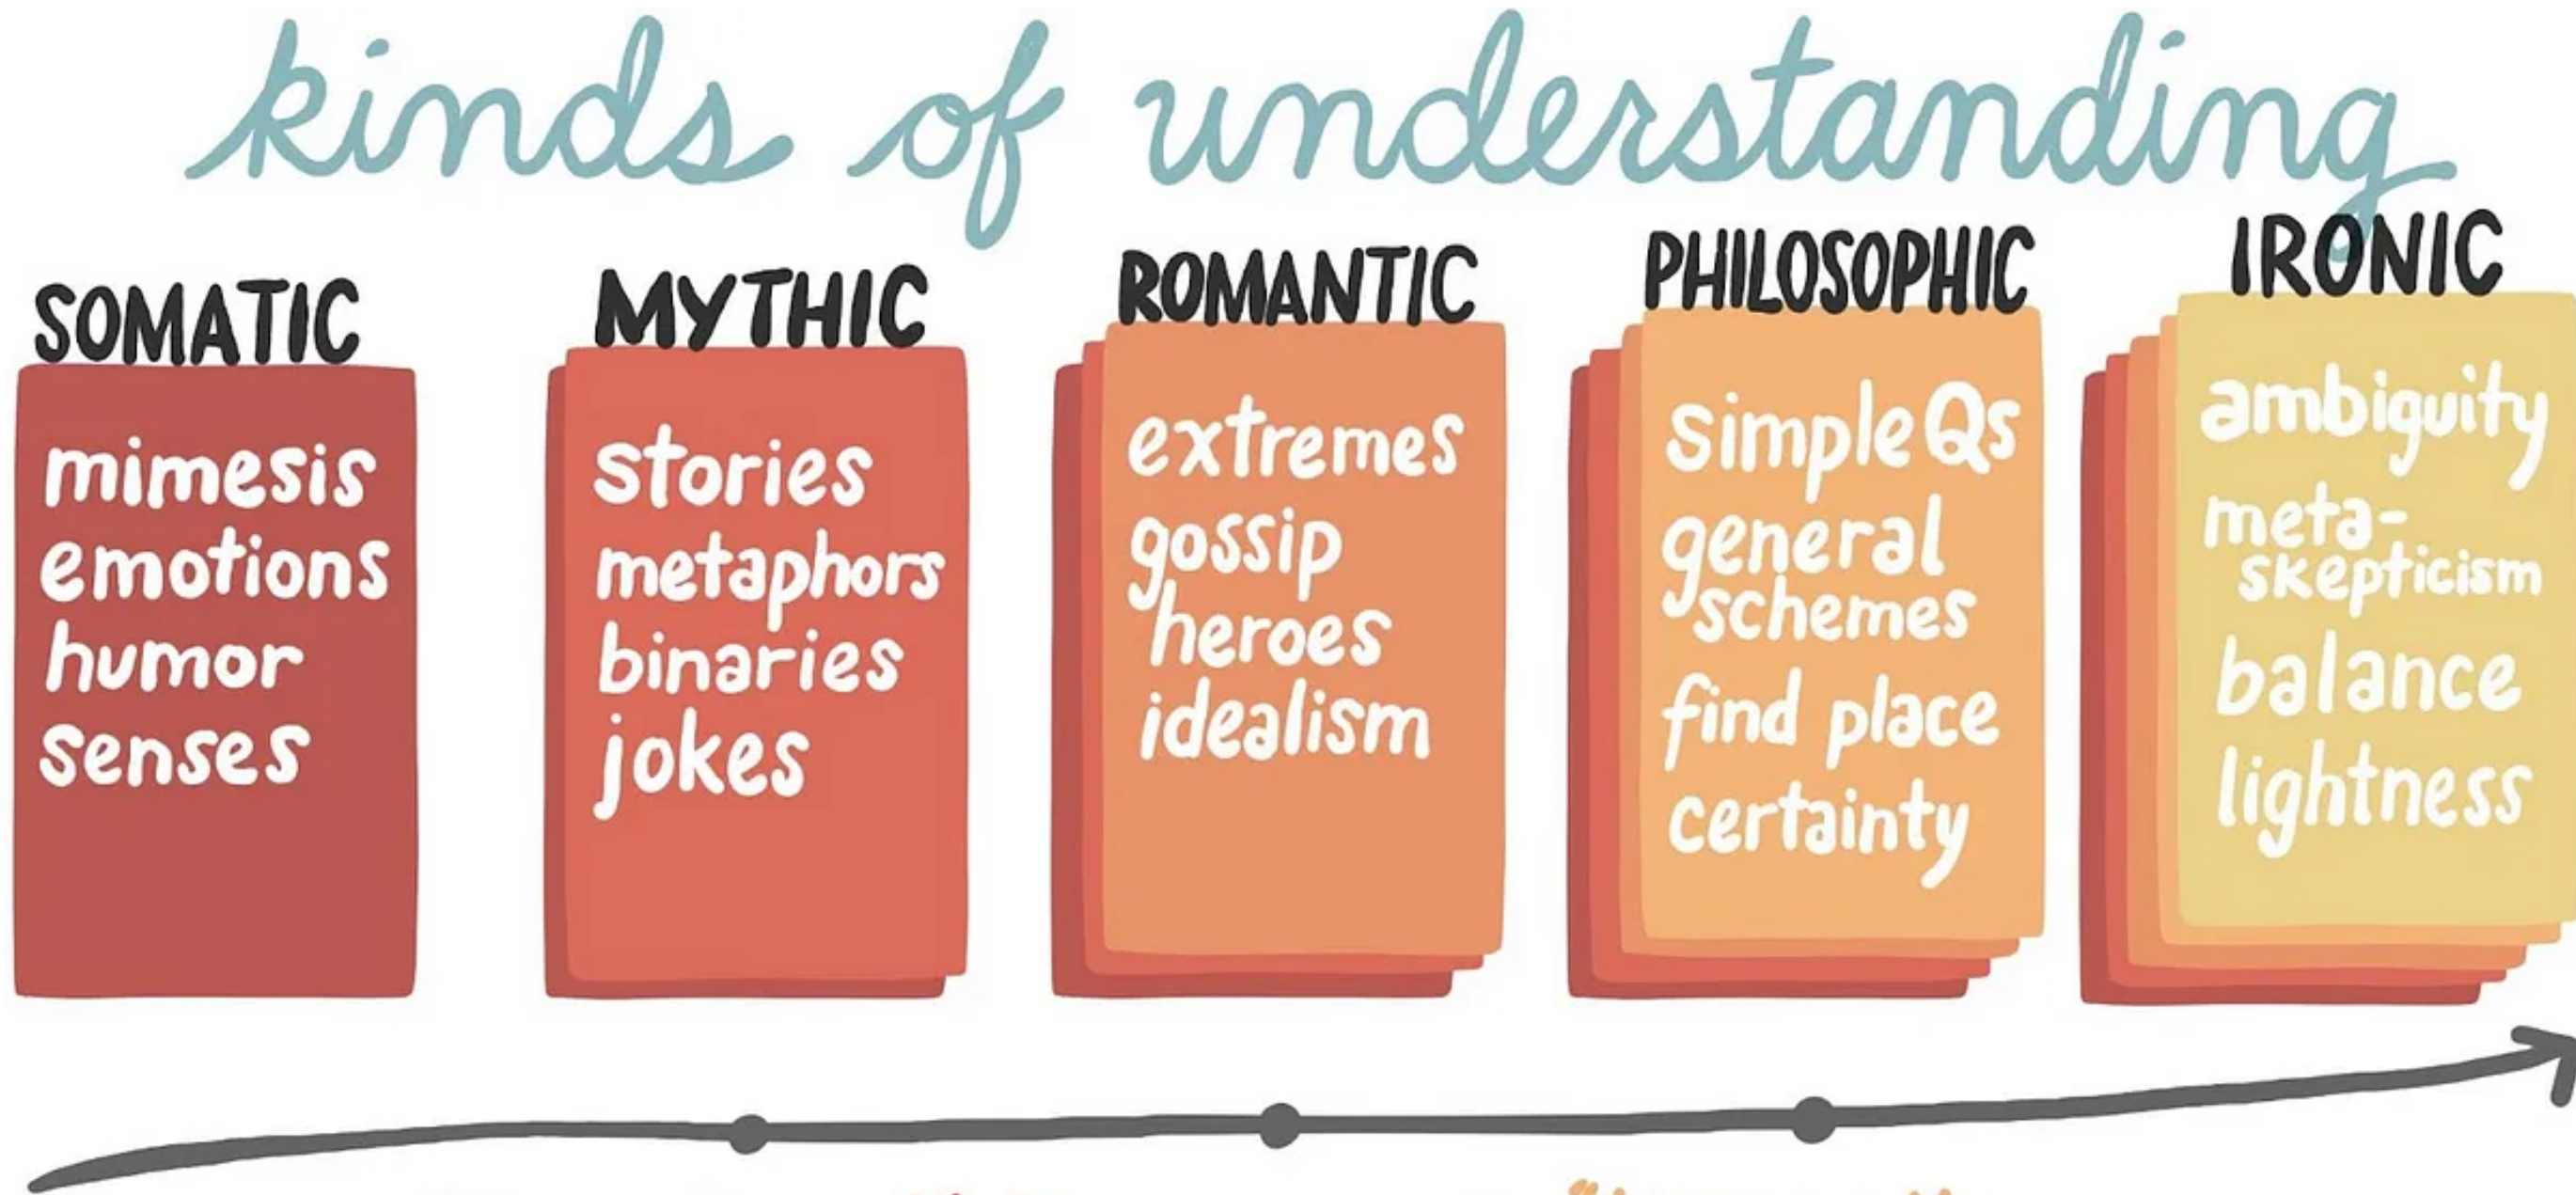 kinds of understanding
SOMATIC
mimesis
emotions
humor
senses
MYTHIC
stories
metaphors
binaries
jokes
ROMANTIC
extremes
gossip
heroes
idealism
PHILOSOPHIC
simple Qs
general
schemes
find place
certainty
IRONIC
ambiguity
meta-
skepticism
balance
lightness